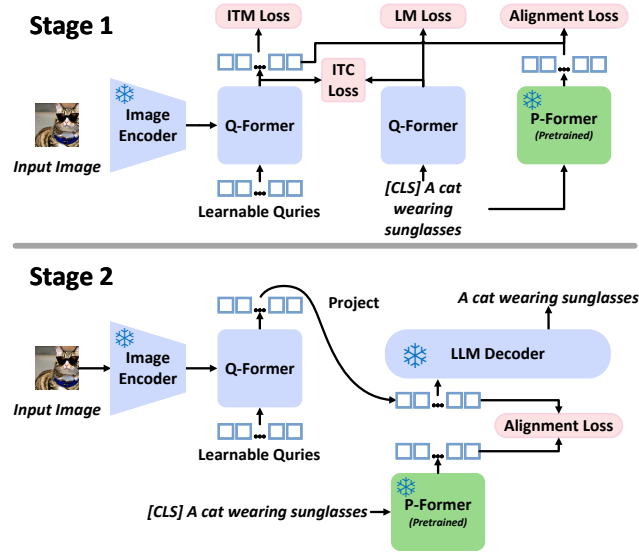 Stage 1
ITM Loss
LM Loss
Alignment Loss
ITC
Loss
Image
Encoder
Q-Former
Q-Former
P-Former
(Pretrained)
Input Image
Learnable Quries
[CLS] A cat
wearing
sunglasses
Stage 2
Project
A cat wearing sunglasses
Image
Encoder
Q-Former
LLM Decoder
Input Image
Alignment Loss
Learnable Quries
[CLS] A cat wearing sunglasses
P-Former
(Pretrained)